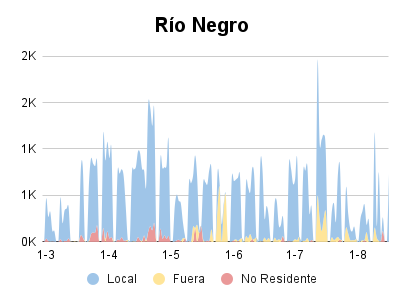 Río Negro
2K
2K
1K
1K
0K
1-3 1-4 1-5 1-6 1-7 1-8
Local Fuera No Residente